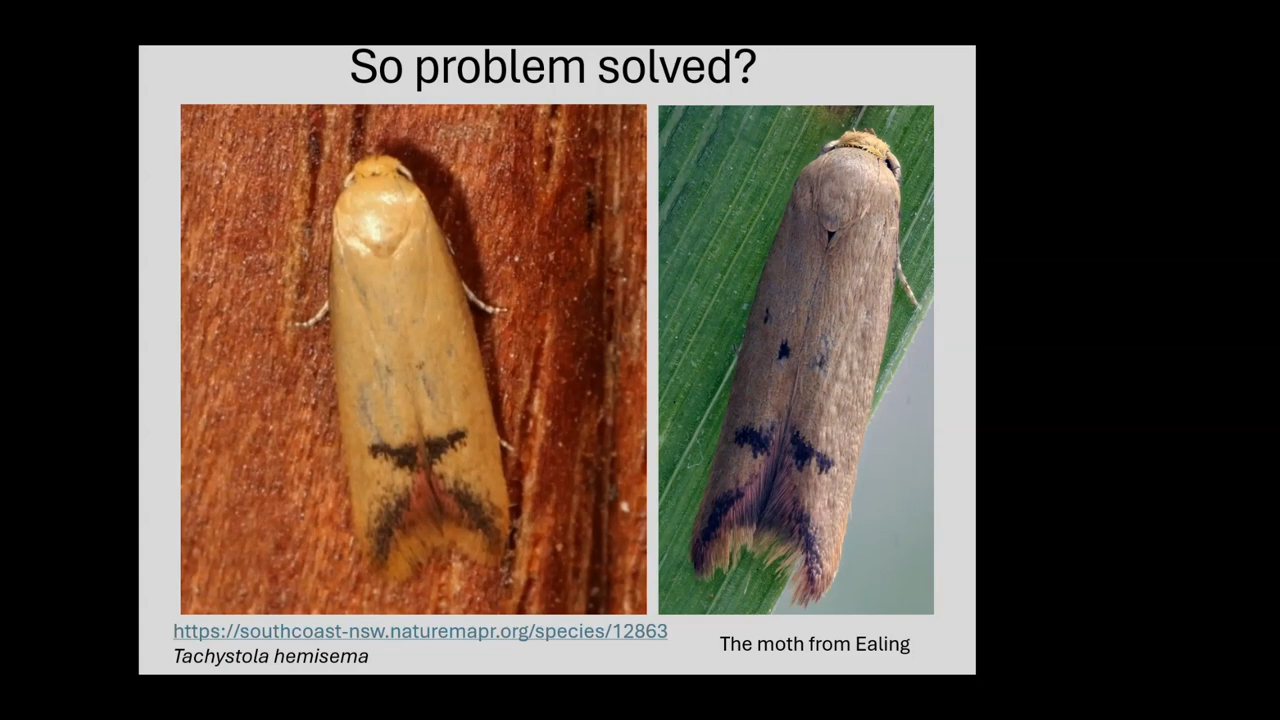 So problem solved?
https://southcoast-nsw.naturemapr.org/species/12863
Tachystola hemisema
The moth from Ealing